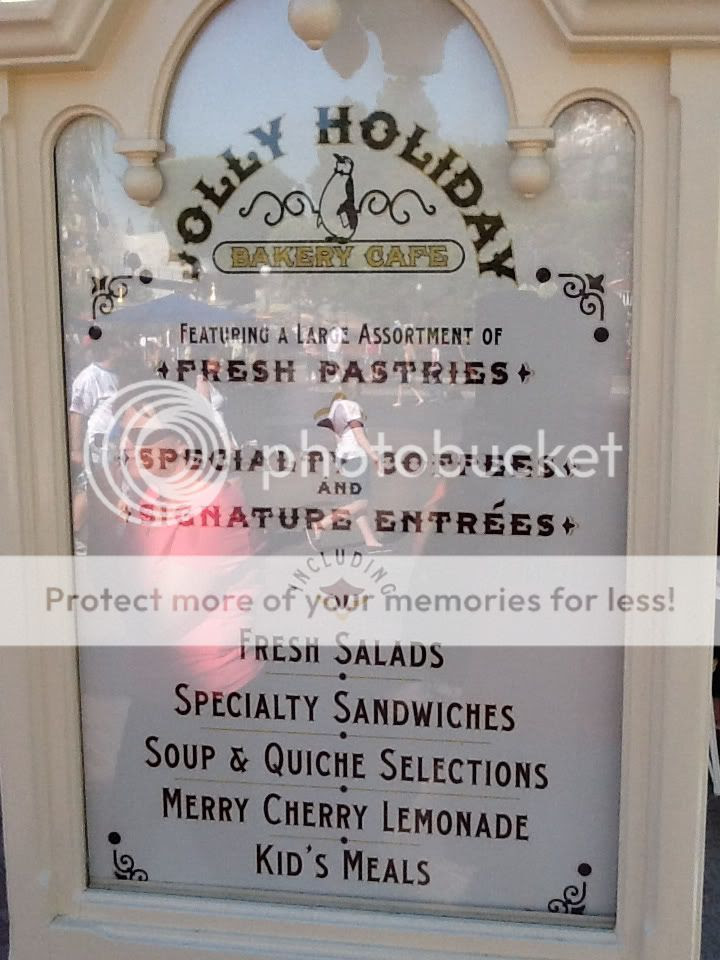 JOLLY HOLIDAY
BAKERY CAFE
FEATURING A LARGE ASSORTMENT OF
FRESH PASTRIES
photobucket
SPECIALTY COFFEES
AND
SIGNATURE ENTRÉES
INCLUDING
Protect more of your memories for less!
FRESH SALADS
SPECIALTY SANDWICHES
SOUP & QUICHE SELECTIONS
MERRY CHERRY LEMONADE
KID'S MEALS